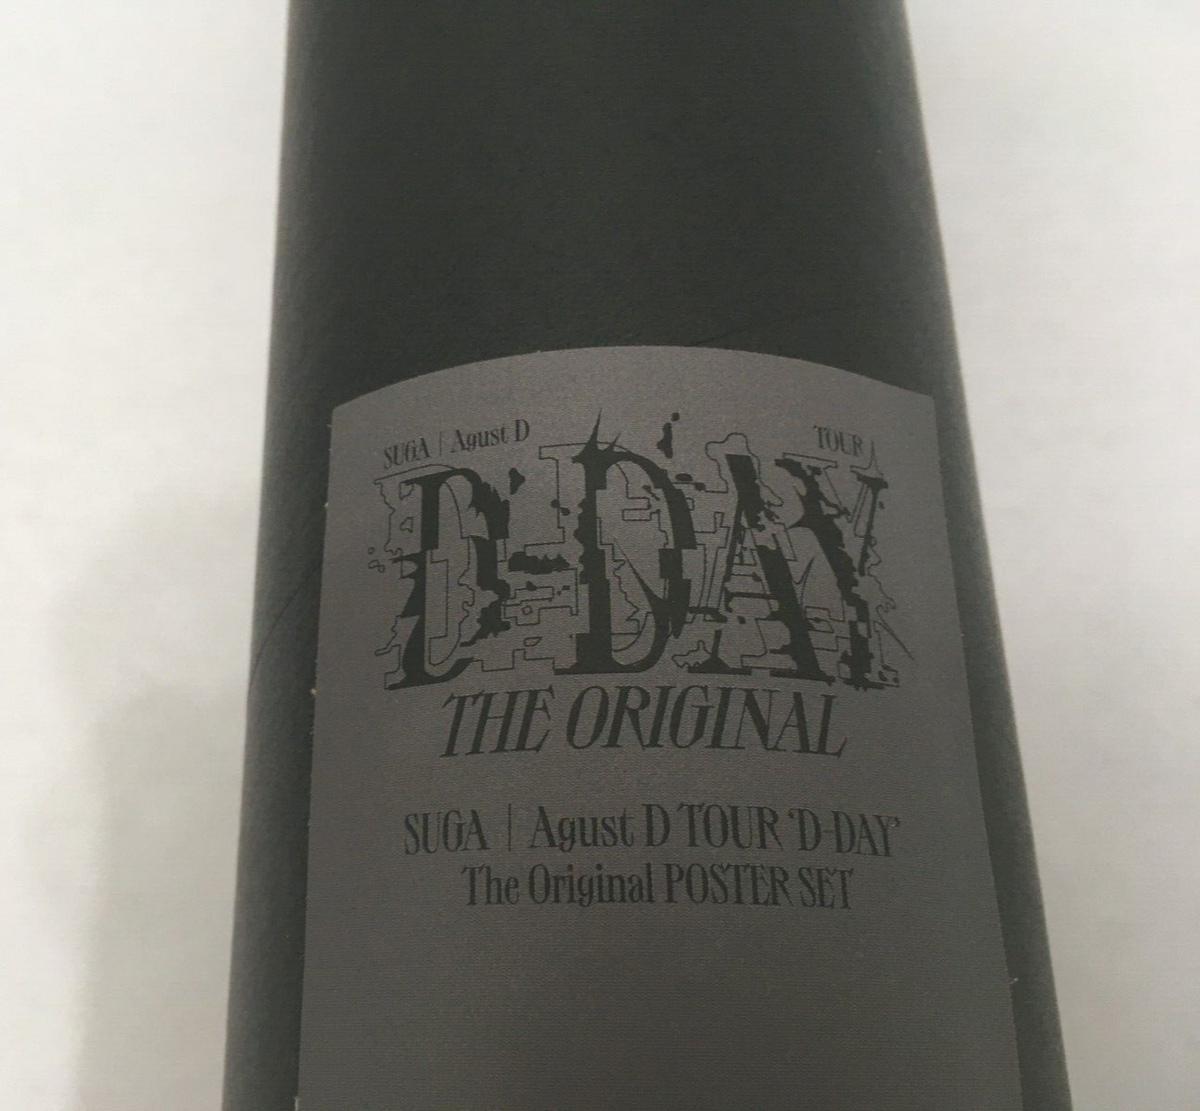 SUGA | Agust D
TOUR
D-DAY
THE ORIGINAL
SUGA | Agust D TOUR 'D-DAY'
The Original POSTER SET